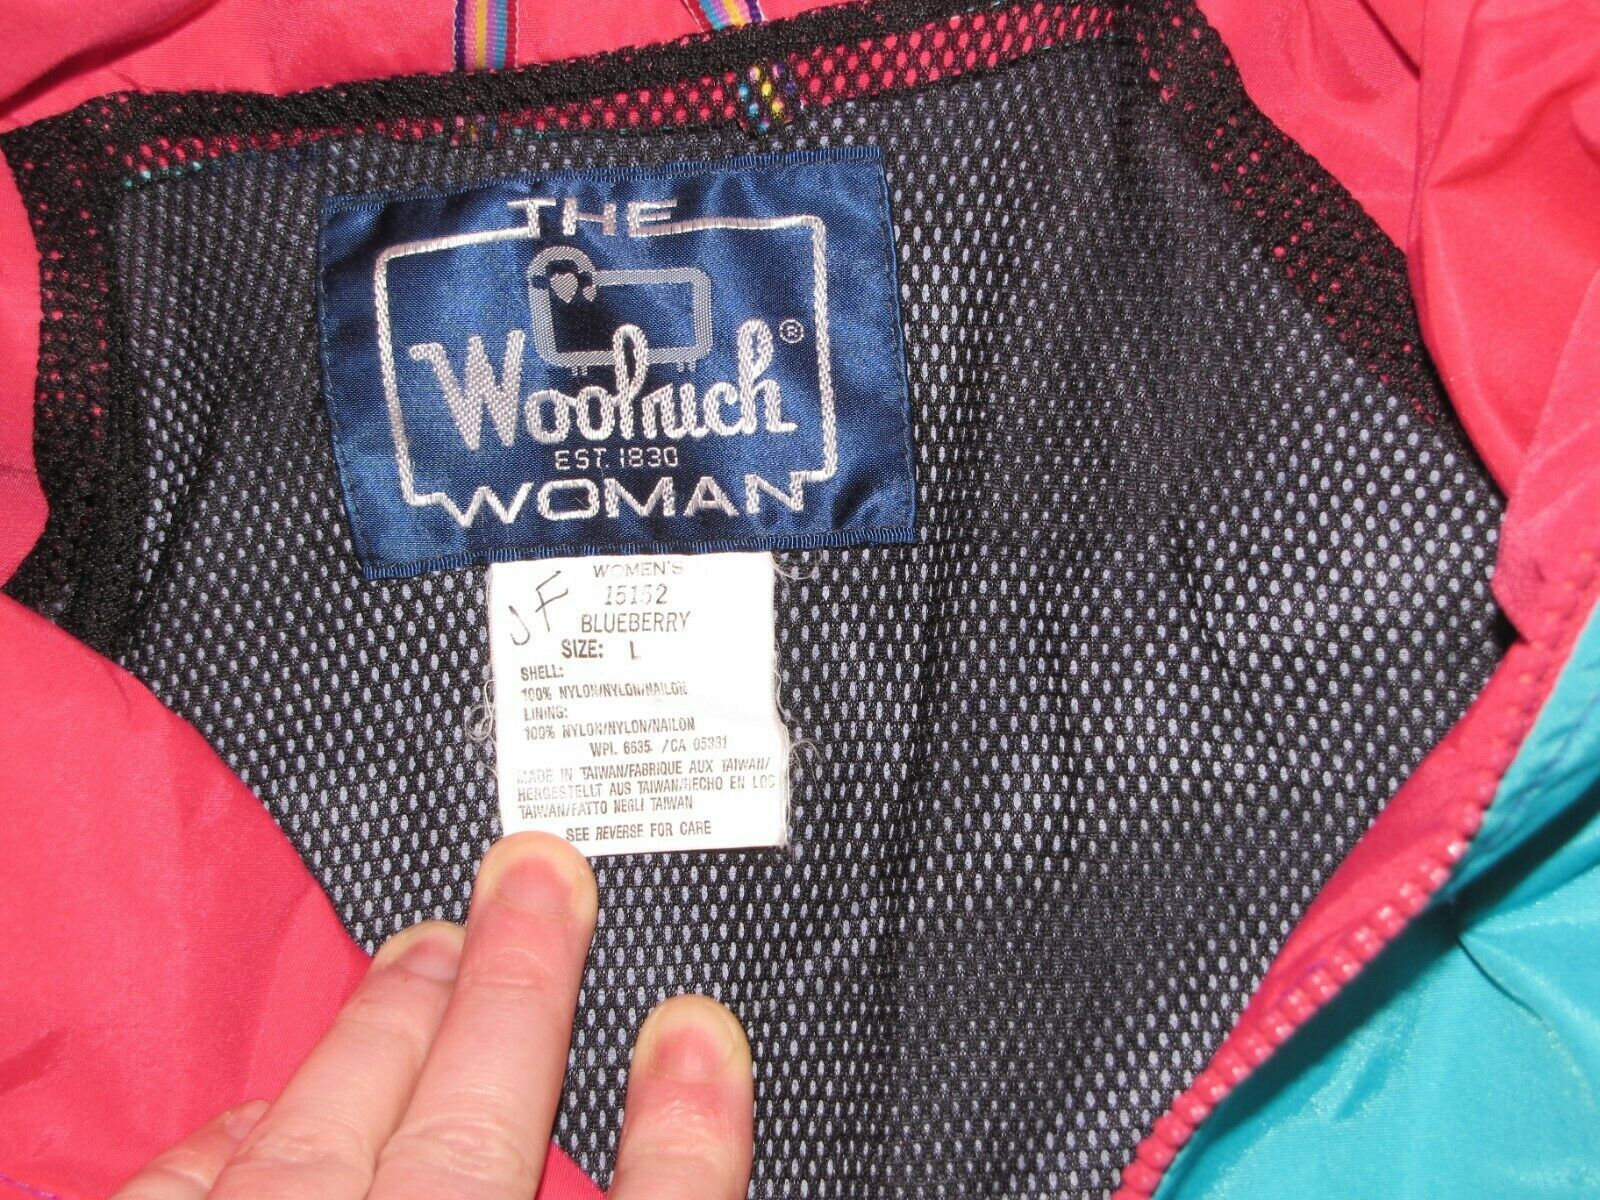 THE
Woolrich®
EST. 1830
WOMAN
JF
WOMEN'S
15152
BLUEBERRY
SIZE: L
SHELL:
100% NYLON/NYLON/NAILON
LINING:
100% NYLON/NYLON/NAILON
WPL 6635 /CA 05331
MADE IN TAIWAN/FABRIQUE AUX TAIWAN/
HERGESTELLT AUS TAIWAN/HECHO EN LOS
TAIWAN/FATTO NEGLI TAIWAN
SEE REVERSE FOR CARE